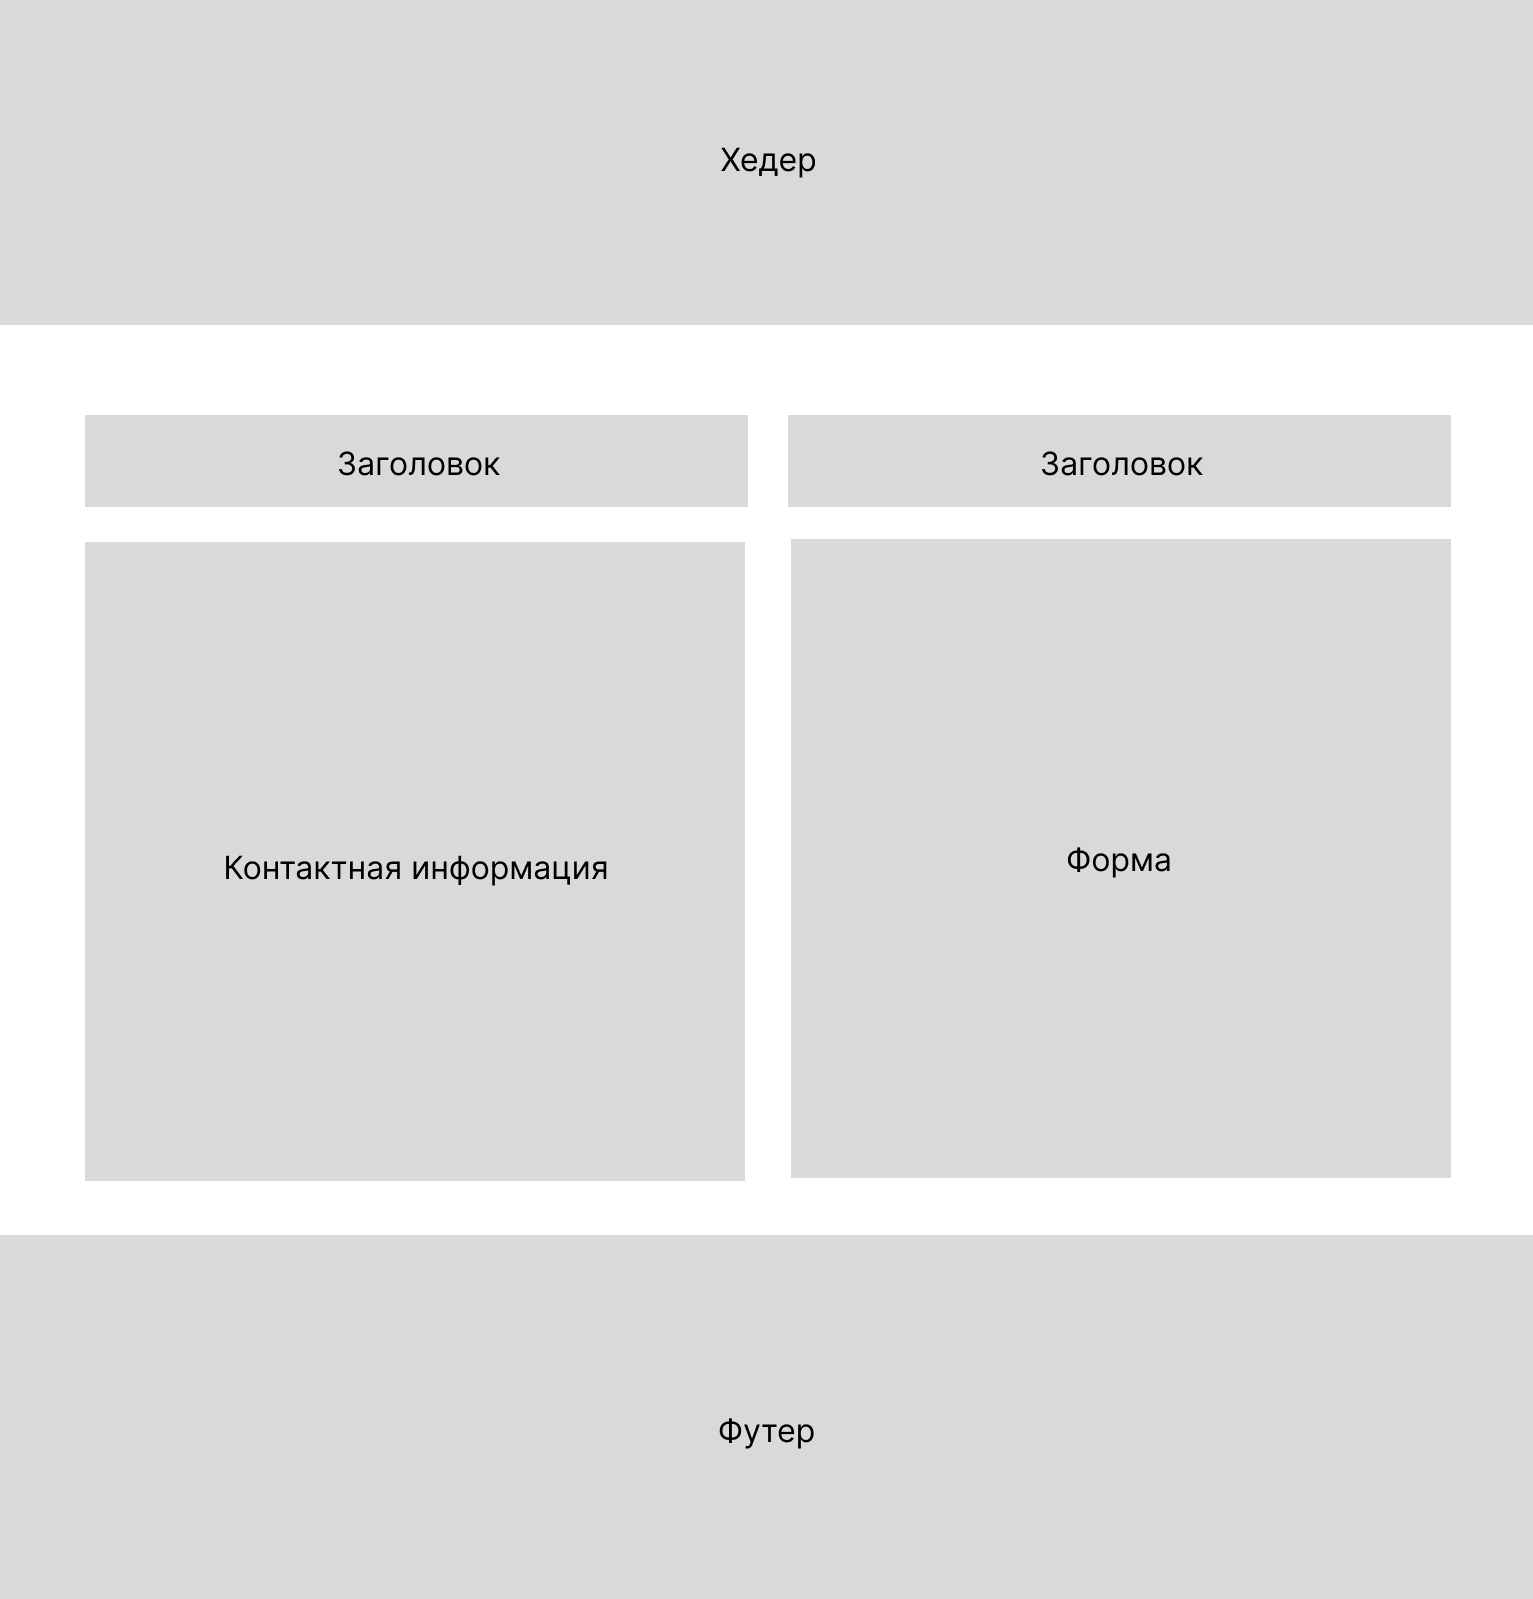 Хедер
Заголовок
Заголовок
Контактная информация
Форма
Футер